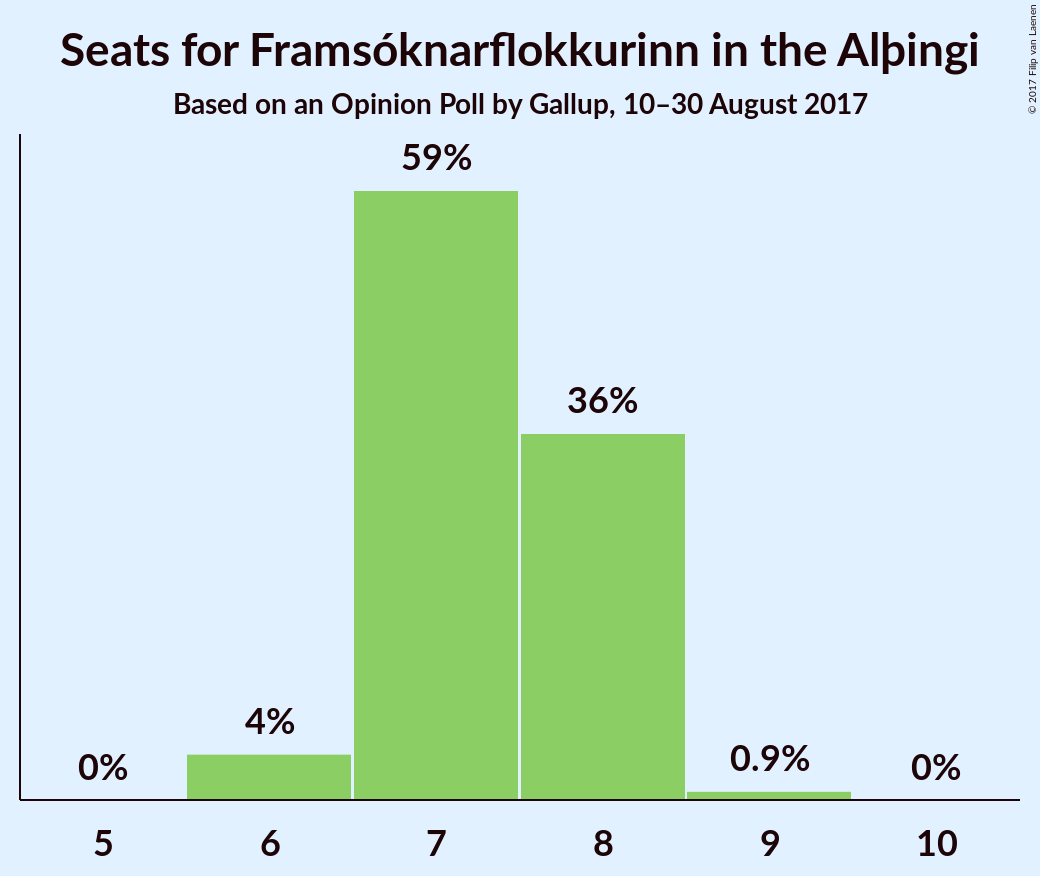 Seats for Framsóknarflokkurinn in the Alþingi
Based on an Opinion Poll by Gallup, 10–30 August 2017
© 2017 Filip van Laenen
59%
36%
4%
0.9%
0%
0%
5 6 7 8 9 10